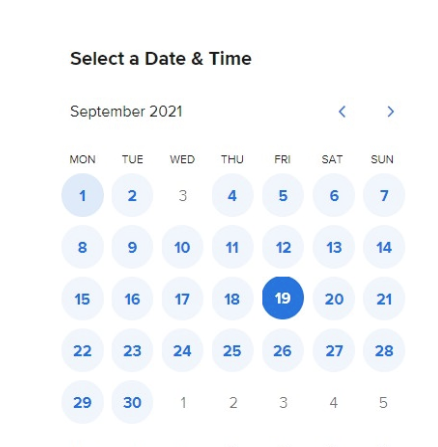 Select a Date & Time
September 2021
MON TUE WED THU FRI SAT SUN
1 2 3 4 5 6 7
8 9 10 11 12 13 14
15 16 17 18 19 20 21
22 23 24 25 26 27 28
29 30 1 2 3 4 5